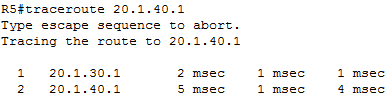 R5#traceroute 20.1.40.1
Type escape sequence to abort.
Tracing the route to 20.1.40.1
1 20.1.30.1 2 msec 1 msec 1 msec
2 20.1.40.1 5 msec 1 msec 4 msec